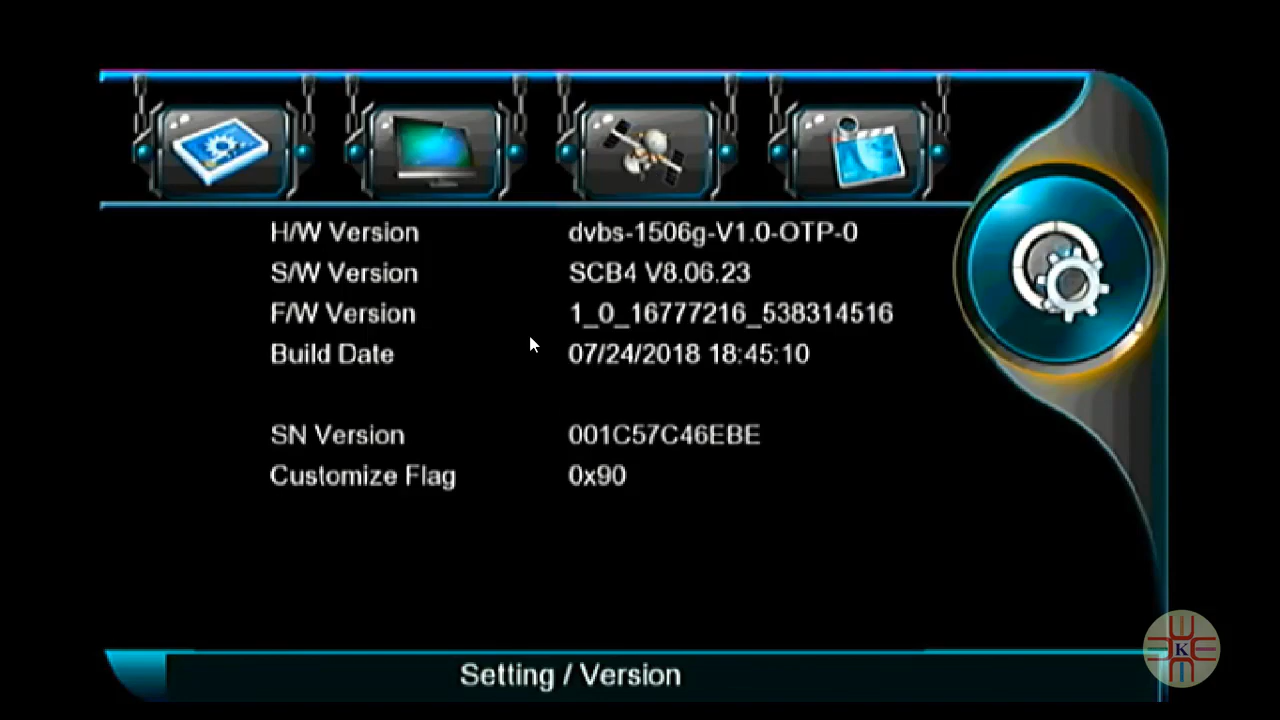 H/W Version dvbs-1506g-V1.0-OTP-0
S/W Version SCB4 V8.06.23
F/W Version 1_0_16777216_538314516
Build Date 07/24/2018 18:45:10
SN Version 001C57C46EBE
Customize Flag 0x90
Setting / Version
K